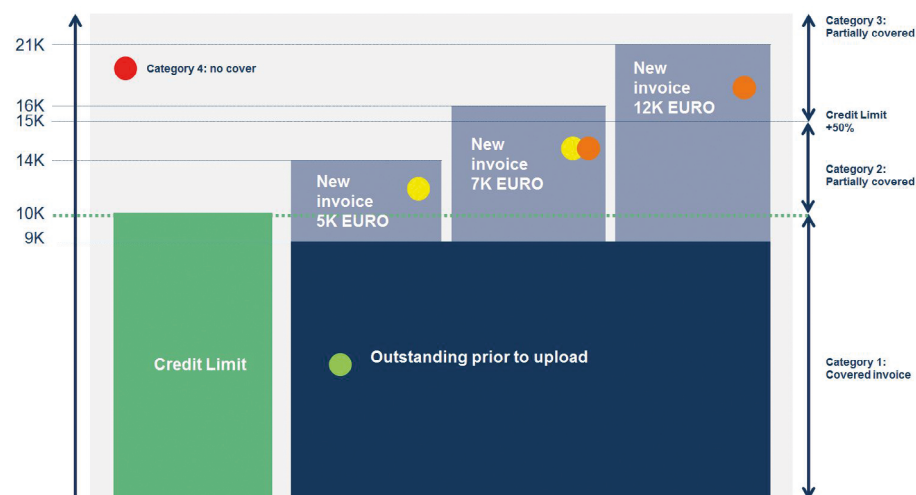 21K
16K
15K
14K
10K
9K
Category 4: no cover
New
invoice
5K EURO
New
invoice
7K EURO
New
invoice
12K EURO
Credit Limit
Outstanding prior to upload
Category 3:
Partially covered
Credit Limit
+50%
Category 2:
Partially covered
Category 1:
Covered invoice